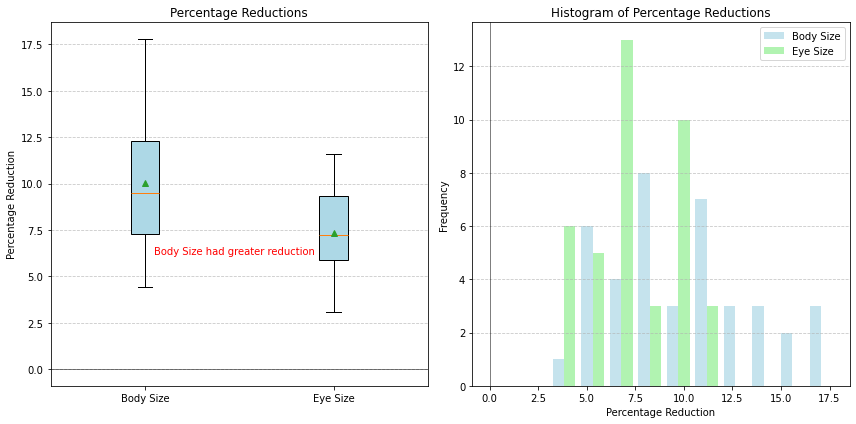 Percentage Reductions
Percentage Reduction
17.5
15.0
12.5
10.0
7.5
5.0
2.5
0.0
Body Size had greater reduction
Body Size
Eye Size
Histogram of Percentage Reductions
Body Size
Eye Size
Frequency
12
10
8
6
4
2
0
0.0
2.5
5.0
7.5
10.0
12.5
15.0
17.5
Percentage Reduction